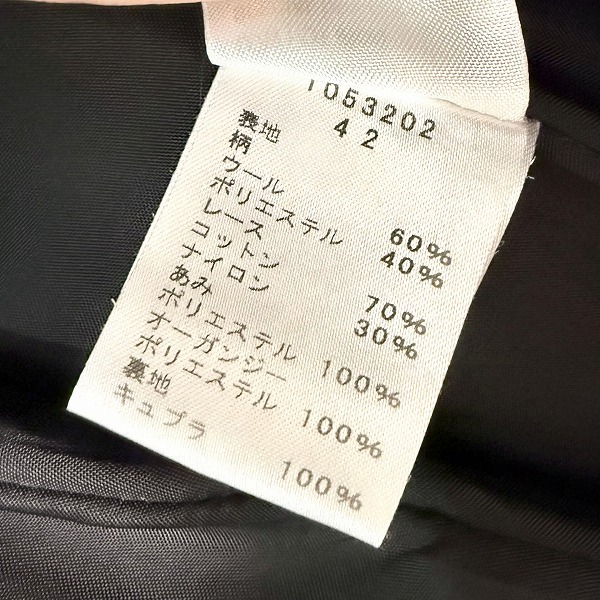 1053202
42
裏地
柄
ウール 60%
ポリエステル 40%
レース
コットン 70%
ナイロン 30%
あみ
ポリエステル 100%
オーガンジー
ポリエステル 100%
裏地
キュプラ 100%